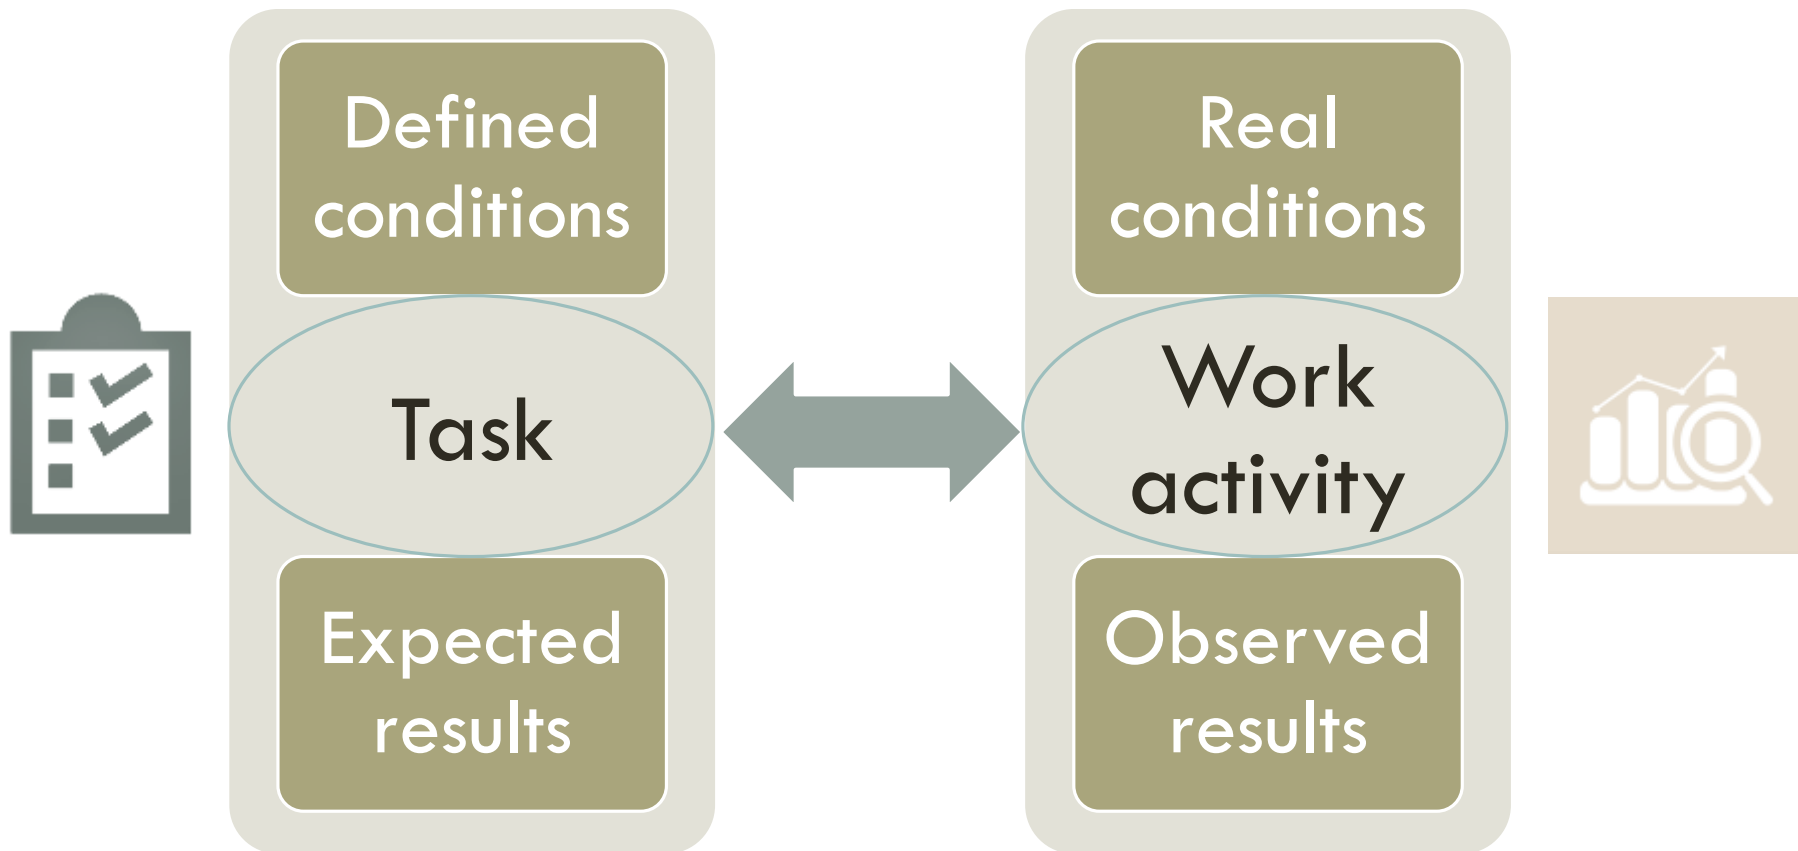 Defined
conditions
Task
Expected
results
Real
conditions
Work
activity
Observed
results